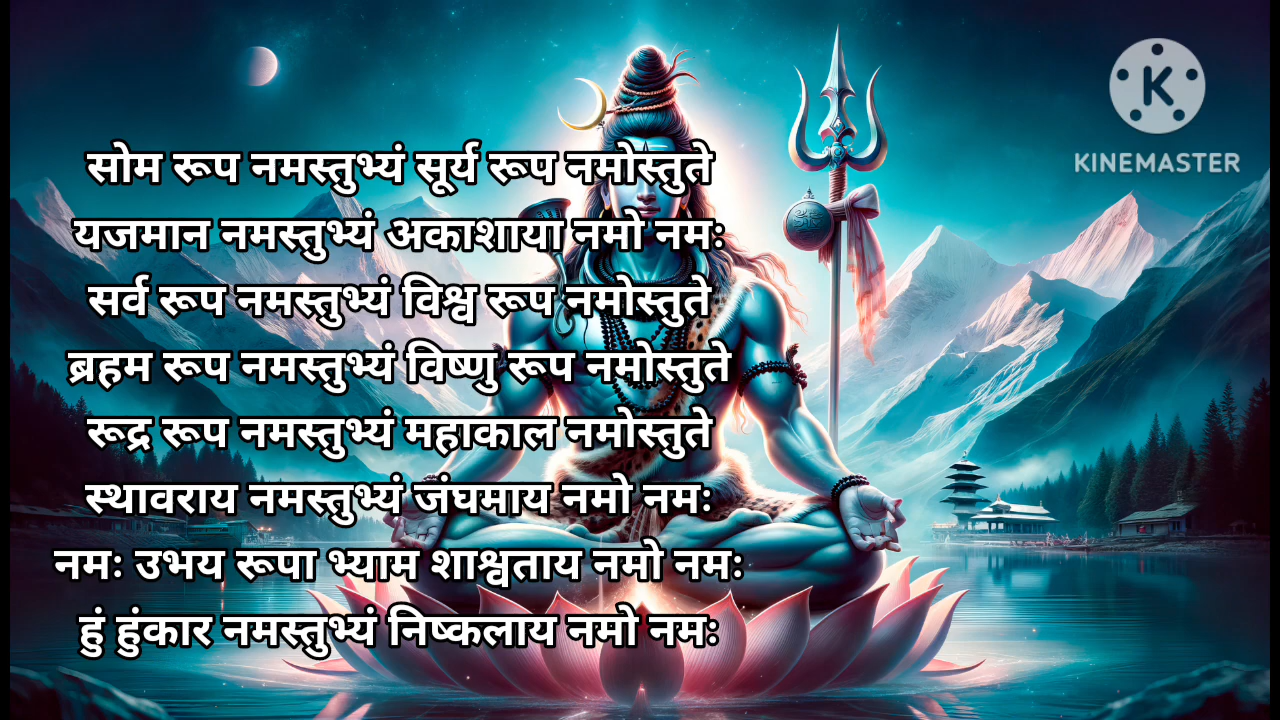 सोम रूप नमस्तुभ्यं सूर्य रूप नमोस्तुते
यजमान नमस्तुभ्यं अकाशाया नमो नमः
सर्व रूप नमस्तुभ्यं विश्व रूप नमोस्तुते
ब्रहम रूप नमस्तुभ्यं विष्णु रूप नमोस्तुते
रूद्र रूप नमस्तुभ्यं महाकाल नमोस्तुते
स्थावराय नमस्तुभ्यं जंघमाय नमो नमः
नमः उभय रूपा भ्याम शाश्वताय नमो नमः
हुं हुंकार नमस्तुभ्यं निष्कलाय नमो नमः
K
KINEMASTER